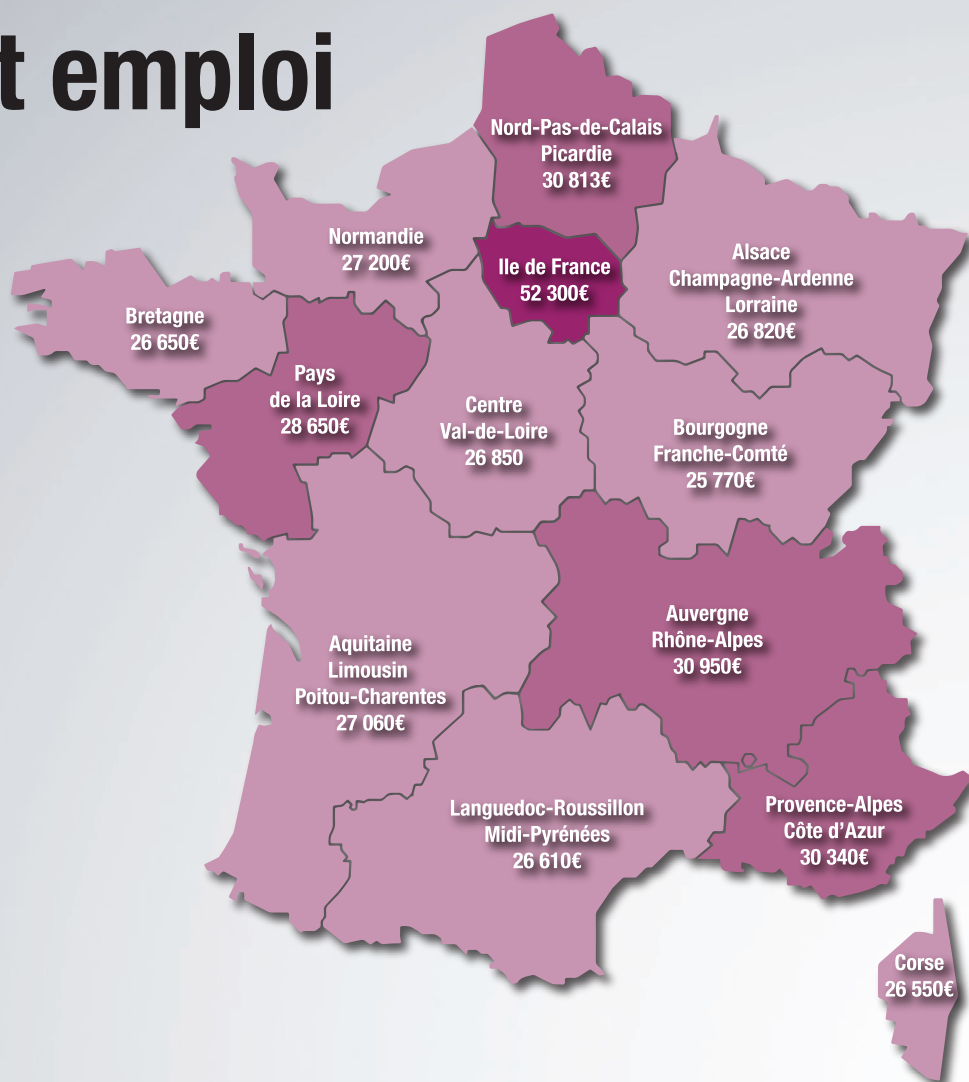 t emploi
Nord-Pas-de-Calais
Picardie
30 813€
Normandie
27 200€
Ile de France
52 300€
Alsace
Champagne-Ardenne
Lorraine
26 820€
Bretagne
26 650€
Pays
de la Loire
28 650€
Centre
Val-de-Loire
26 850
Bourgogne
Franche-Comté
25 770€
Auvergne
Rhône-Alpes
30 950€
Aquitaine
Limousin
Poitou-Charentes
27 060€
Languedoc-Roussillon
Midi-Pyrénées
26 610€
Provence-Alpes
Côte d'Azur
30 340€
Corse
26 550€